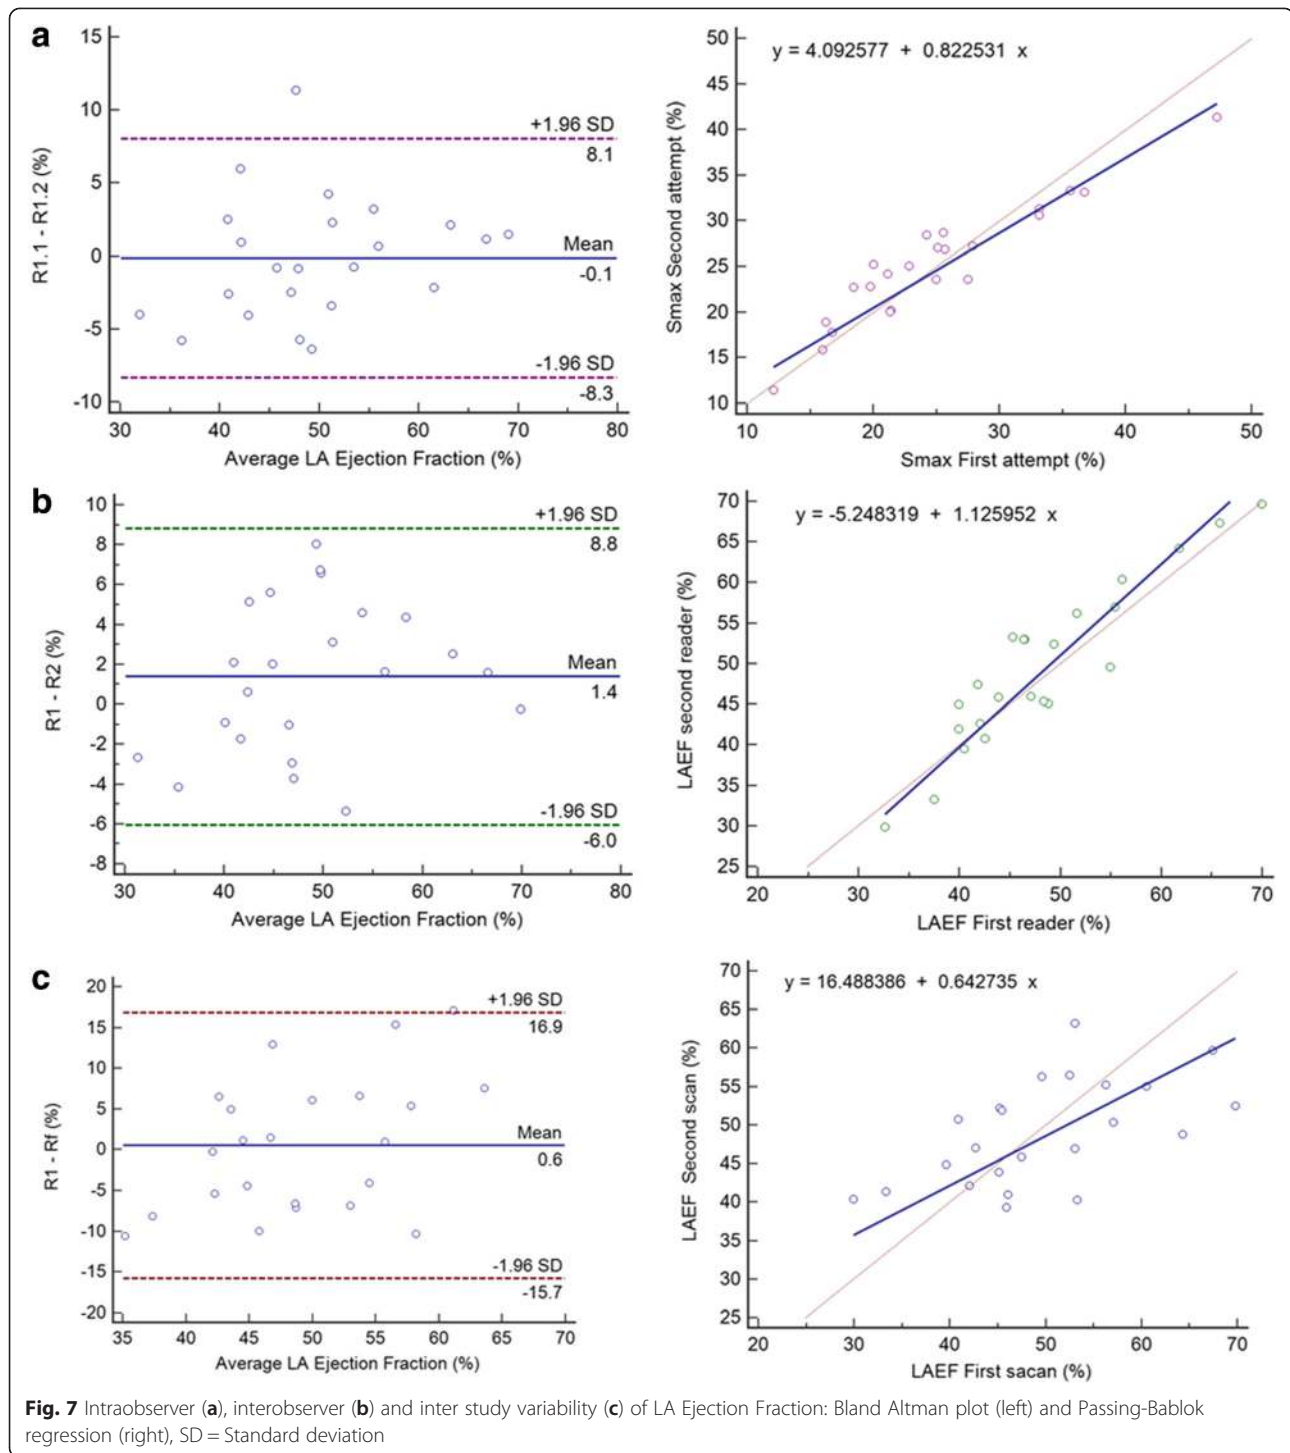 a
15
10
5
0
-5
-10
R1.1 - R1.2 (%)
+1.96 SD
8.1
Mean
-0.1
-1.96 SD
-8.3
30 40 50 60 70 80
Average LA Ejection Fraction (%)
y = 4.092577 + 0.822531 x
50
45
40
35
30
25
20
15
10
Smax Second attempt (%)
10 20 30 40 50
Smax First attempt (%)
b
10
8
6
4
2
0
-2
-4
-6
-8
R1 - R2 (%)
+1.96 SD
8.8
Mean
1.4
-1.96 SD
-6.0
30 40 50 60 70 80
Average LA Ejection Fraction (%)
y = -5.248319 + 1.125952 x
70
65
60
55
50
45
40
35
30
25
LAEF second reader (%)
20 30 40 50 60 70
LAEF First reader (%)
c
20
15
10
5
0
-5
-10
-15
-20
R1 - Rf (%)
+1.96 SD
16.9
Mean
0.6
-1.96 SD
-15.7
35 40 45 50 55 60 65 70
Average LA Ejection Fraction (%)
y = 16.488386 + 0.642735 x
70
65
60
55
50
45
40
35
30
25
LAEF Second scan (%)
20 30 40 50 60 70
LAEF First sacan (%)
Fig. 7 Intraobserver (a), interobserver (b) and inter study variability (c) of LA Ejection Fraction: Bland Altman plot (left) and Passing-Bablok
regression (right), SD = Standard deviation